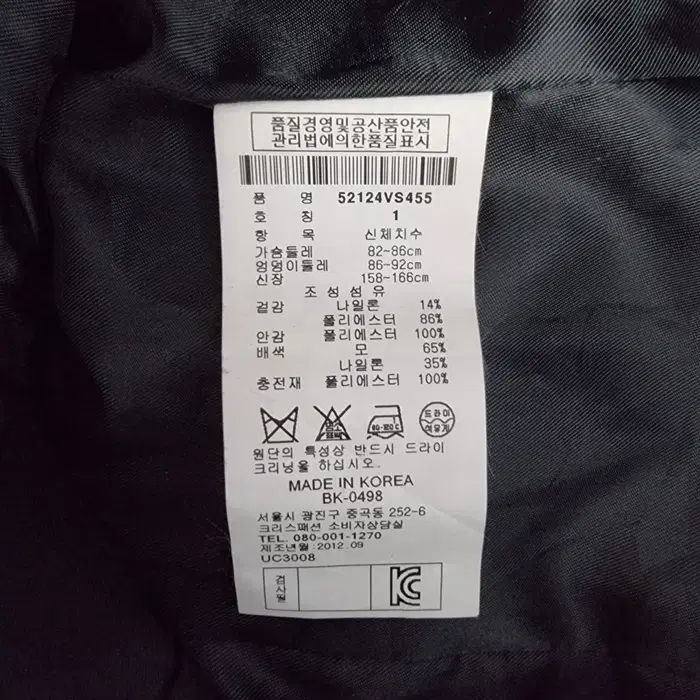 품질경영및공산품안전
관리법에의한품질표시
품 명 52124VS455
호 칭 1
항 목 신체치수
가슴둘레 82~86cm
엉덩이둘레 86~92cm
신장 158~166cm
조 성 섬 유
겉감 나일론 14%
폴리에스터 86%
안감 폴리에스터 100%
배색 모 65%
나일론 35%
충전재 폴리에스터 100%
염소 표백
드라이
원단의 특성상 반드시 드라이
크리닝을 하십시오.
MADE IN KOREA
BK-0498
서울시 광진구 중곡동 252-6
크리스패션 소비자상담실
TEL. 080-001-1270
제조년월 : 2012.09
UC3008
검사필